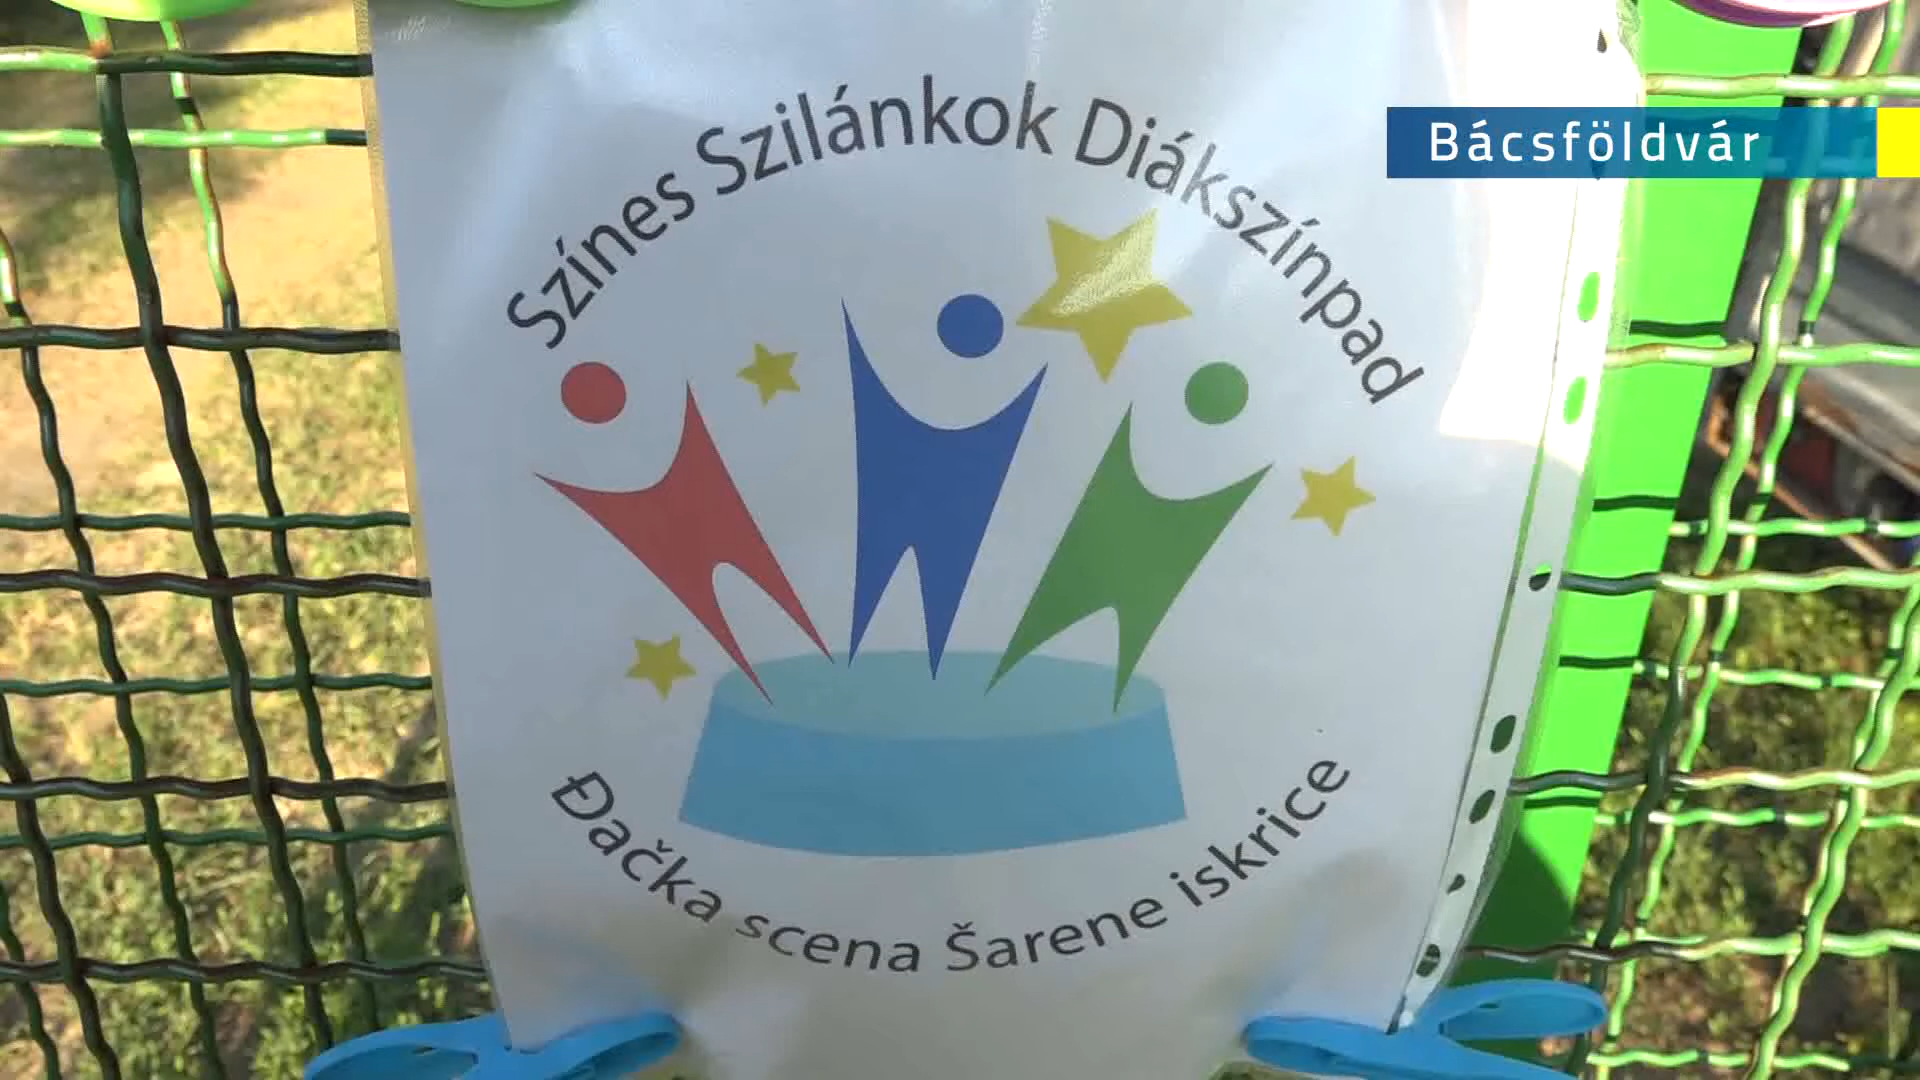 Színes Szilánkok Diákszínpad
Bácsföldvár
Đačka scena Šarene iskrice